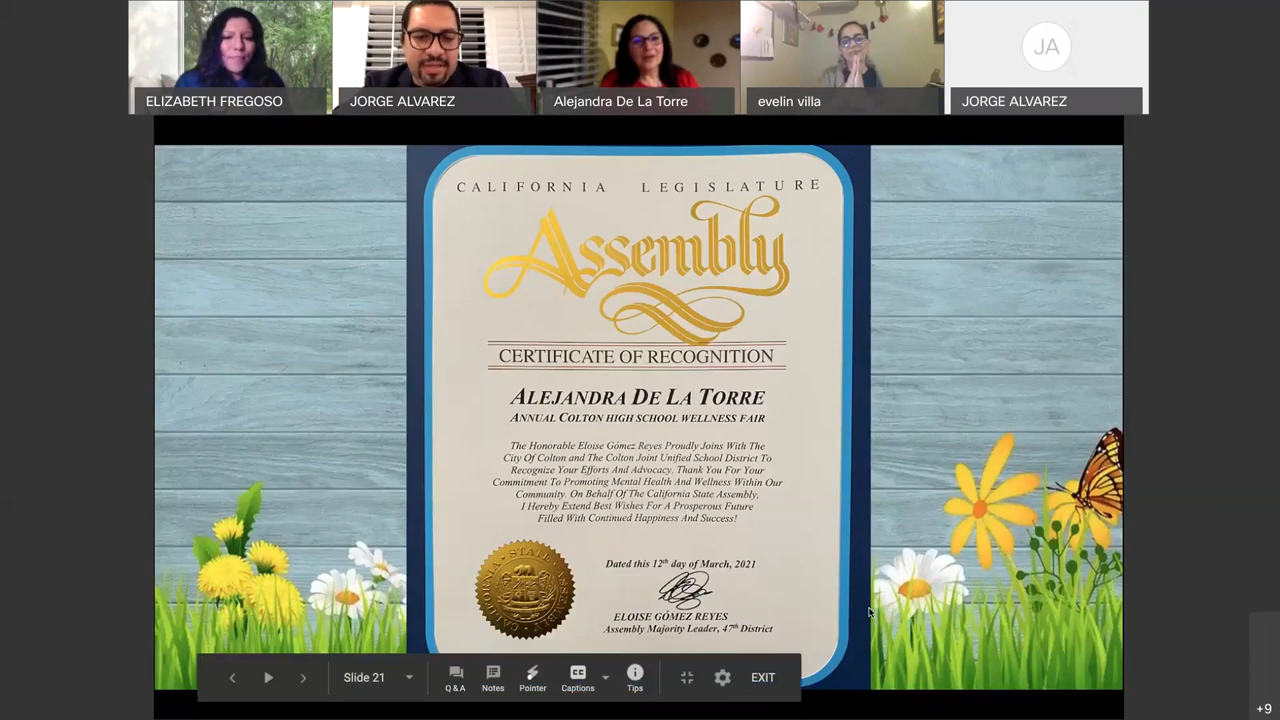 ELIZABETH FREGOSO
JORGE ALVAREZ
Alejandra De La Torre
evelin villa
JA
JORGE ALVAREZ
CALIFORNIA LEGISLATURE
Assembly
CERTIFICATE OF RECOGNITION
ALEJANDRA DE LA TORRE
ANNUAL COLTON HIGH SCHOOL WELLNESS FAIR
The Honorable Eloise Gómez Reyes Proudly Joins With The
City Of Colton and The Colton Joint Unified School District To
Recognize Your Efforts And Advocacy. Thank You For Your
Commitment To Promoting Mental Health And Wellness Within Our
Community. On Behalf Of The California State Assembly,
I Hereby Extend Best Wishes For A Prosperous Future
Filled With Continued Happiness And Success!
Dated this 12th day of March, 2021
ELOISE GÓMEZ REYES
Assembly Majority Leader, 47th District
Slide 21
Q & A
Notes
Pointer
CC
Captions
Tips
EXIT
+9